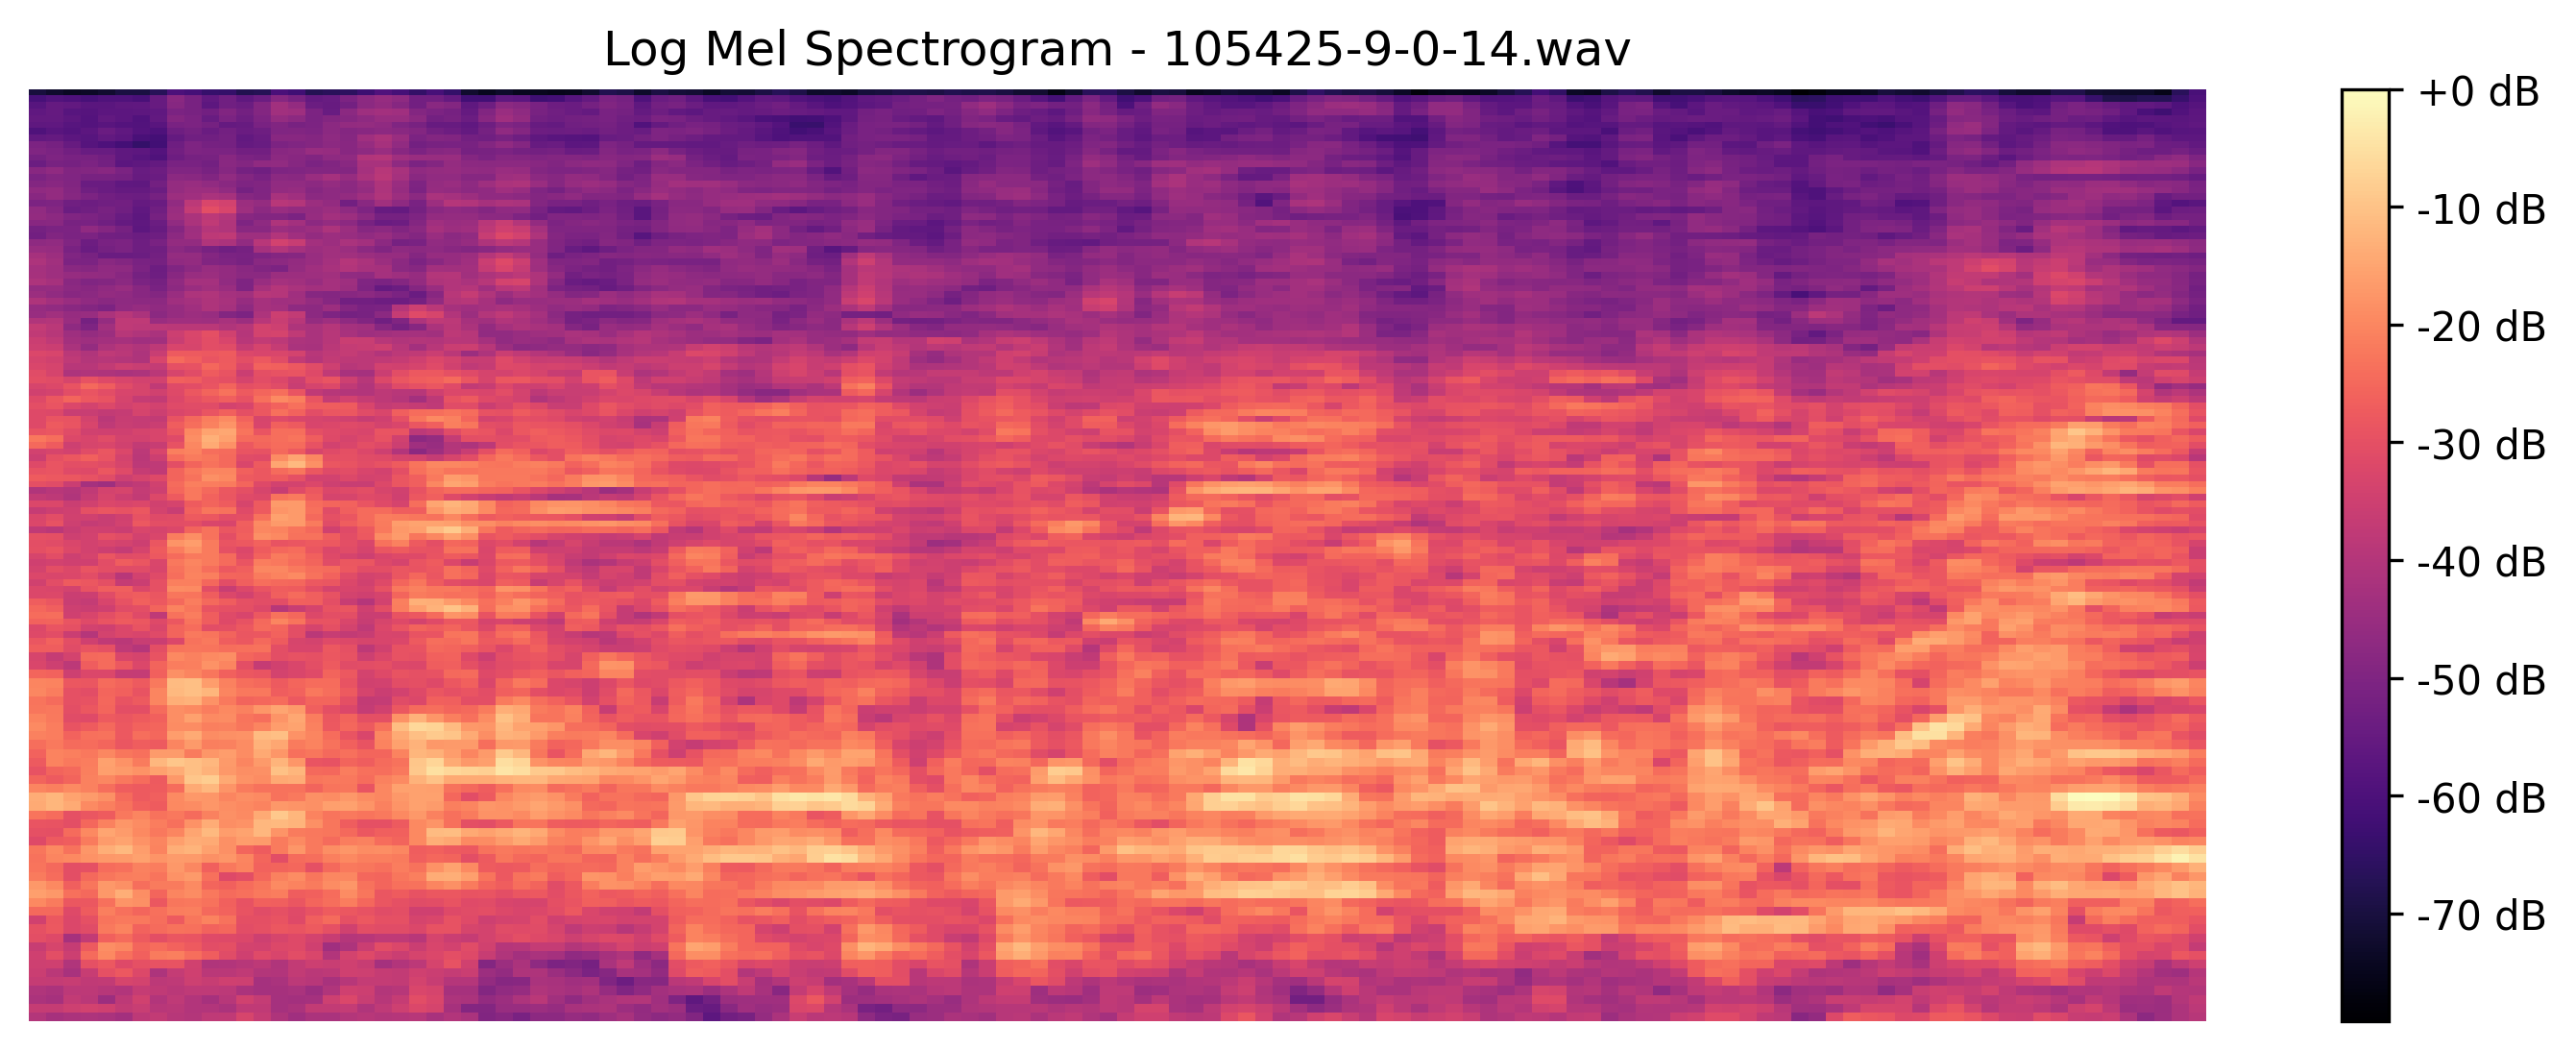 Log Mel Spectrogram - 105425-9-0-14.wav
+0 dB
-10 dB
-20 dB
-30 dB
-40 dB
-50 dB
-60 dB
-70 dB